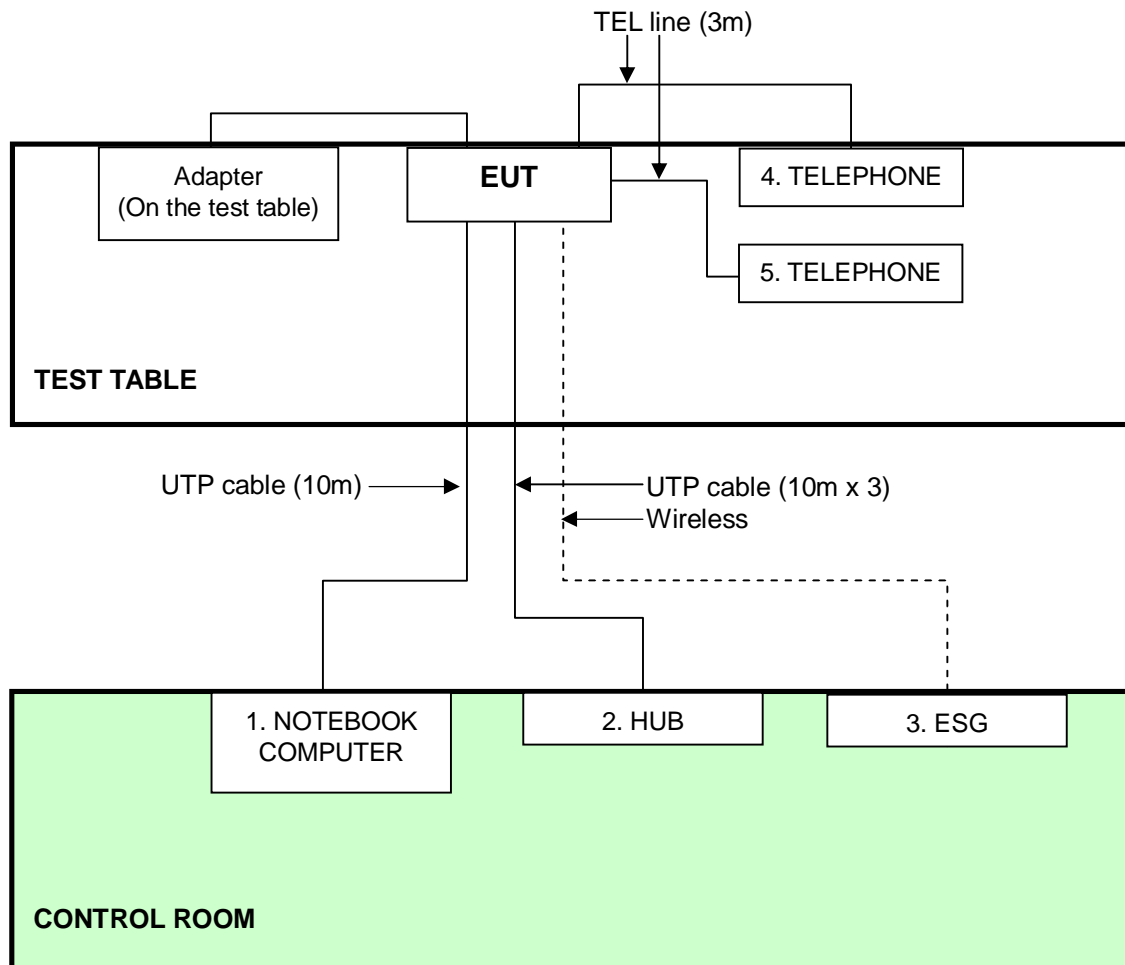 TEL line (3m)
Adapter
(On the test table)
EUT
4. TELEPHONE
5. TELEPHONE
TEST TABLE
UTP cable (10m)
UTP cable (10m x 3)
Wireless
1. NOTEBOOK
COMPUTER
2. HUB
3. ESG
CONTROL ROOM